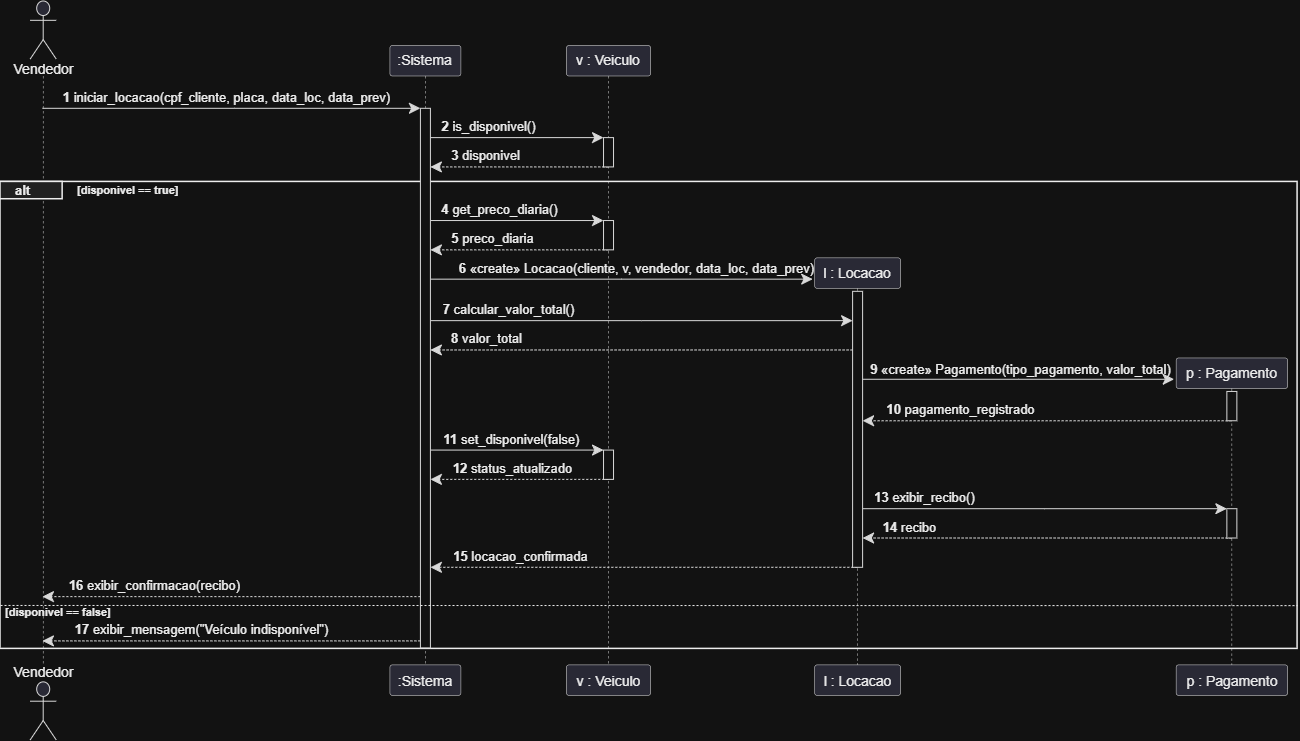 Vendedor
:Sistema
v : Veiculo
1 iniciar_locacao(cpf_cliente, placa, data_loc, data_prev)
2 is_disponivel()
3 disponivel
alt
[disponivel == true]
4 get_preco_diaria()
5 preco_diaria
6 «create» Locacao(cliente, v, vendedor, data_loc, data_prev)
l : Locacao
7 calcular_valor_total()
8 valor_total
9 «create» Pagamento(tipo_pagamento, valor_total)
p : Pagamento
10 pagamento_registrado
11 set_disponivel(false)
12 status_atualizado
13 exibir_recibo()
14 recibo
15 locacao_confirmada
16 exibir_confirmacao(recibo)
[disponivel == false]
17 exibir_mensagem("Veículo indisponível")
Vendedor
:Sistema
v : Veiculo
l : Locacao
p : Pagamento